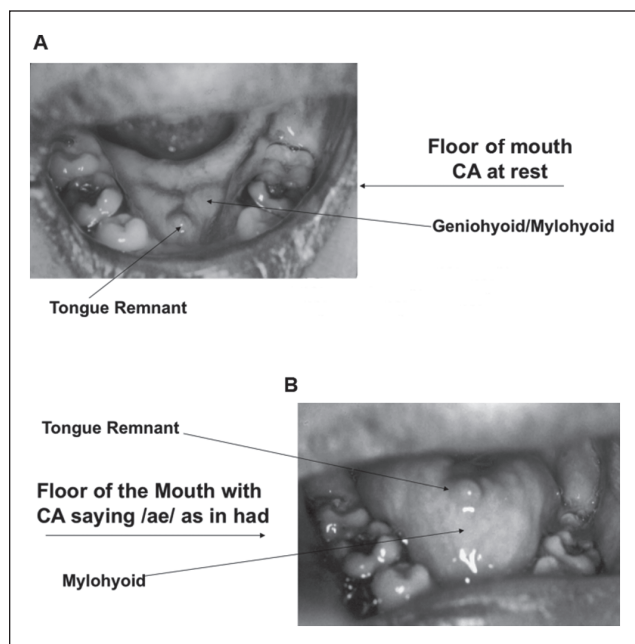 A
Floor of mouth
CA at rest
Geniohyoid/Mylohyoid
Tongue Remnant
B
Tongue Remnant
Floor of the Mouth with
CA saying /ae/ as in had
Mylohyoid